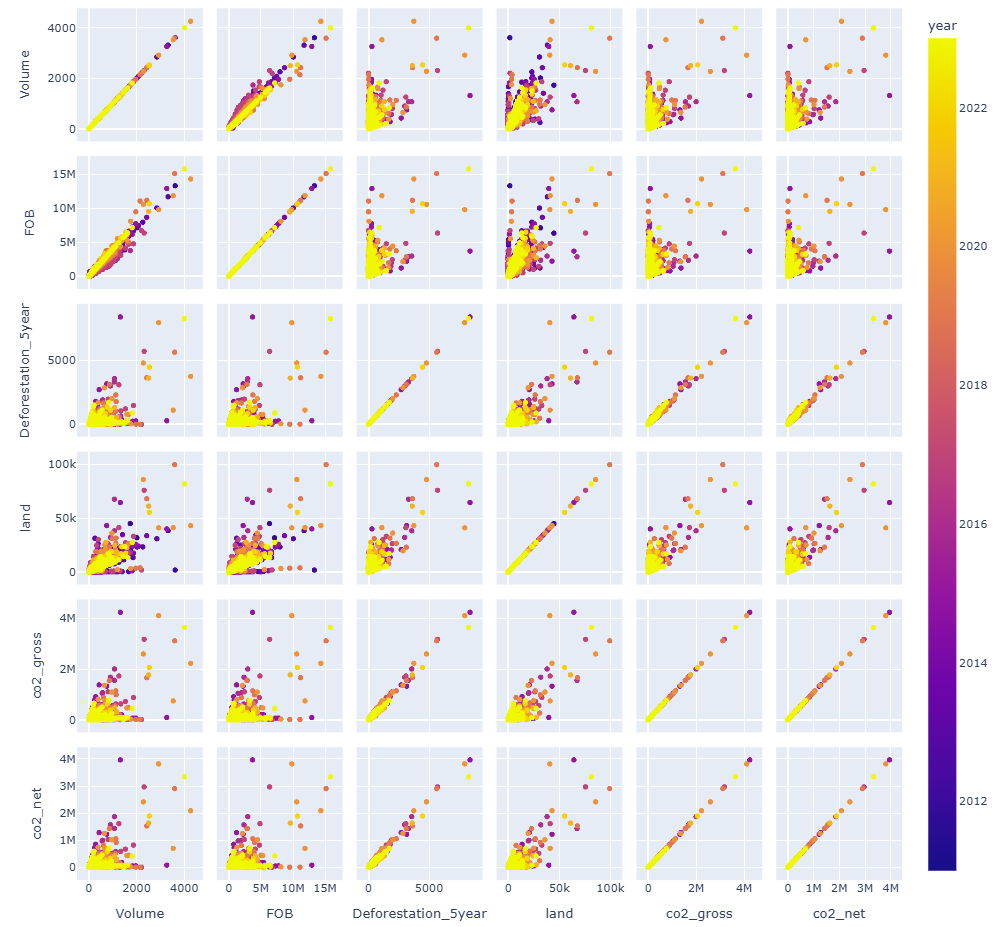 year
4000
2000
0
Volume
2022
15M
10M
5M
0
FOB
2020
5000
0
Deforestation_5year
2018
100k
50k
0
land
2016
4M
2M
0
co2_gross
2014
4M
3M
2M
1M
0
co2_net
2012
0 2000 4000 0 5M 10M 15M 0 5000 0 50k 100k 0 2M 4M 0 1M 2M 3M 4M
Volume FOB Deforestation_5year land co2_gross co2_net